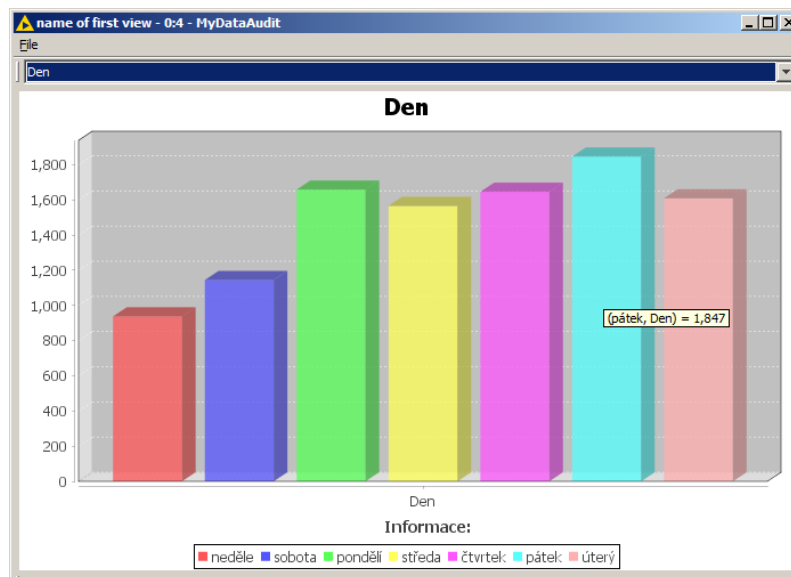 name of first view - 0:4 - MyDataAudit
File
Den
Den
1,800
1,600
1,400
1,200
1,000
800
600
400
200
0
(pátek, Den) = 1,847
Den
Informace:
neděle sobota pondělí středa čtvrtek pátek úterý